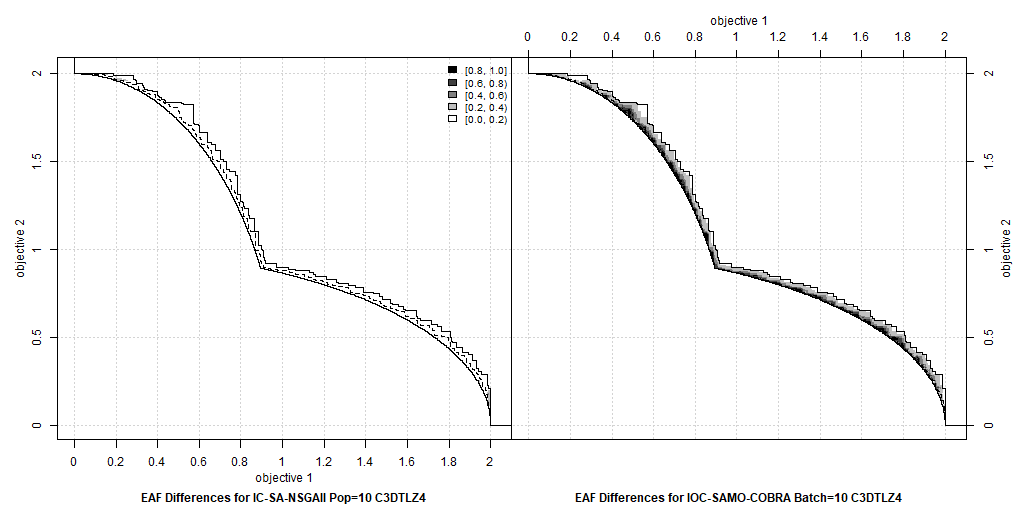 objective 1
0 0.2 0.4 0.6 0.8 1 1.2 1.4 1.6 1.8 2
[0.8, 1.0]
[0.6, 0.8)
[0.4, 0.6)
[0.2, 0.4)
[0.0, 0.2)
objective 2
2
1.5
1
0.5
0
objective 2
2
1.5
1
0.5
0
0 0.2 0.4 0.6 0.8 1 1.2 1.4 1.6 1.8 2
objective 1
EAF Differences for IC-SA-NSGAII Pop=10 C3DTLZ4
EAF Differences for IOC-SAMO-COBRA Batch=10 C3DTLZ4